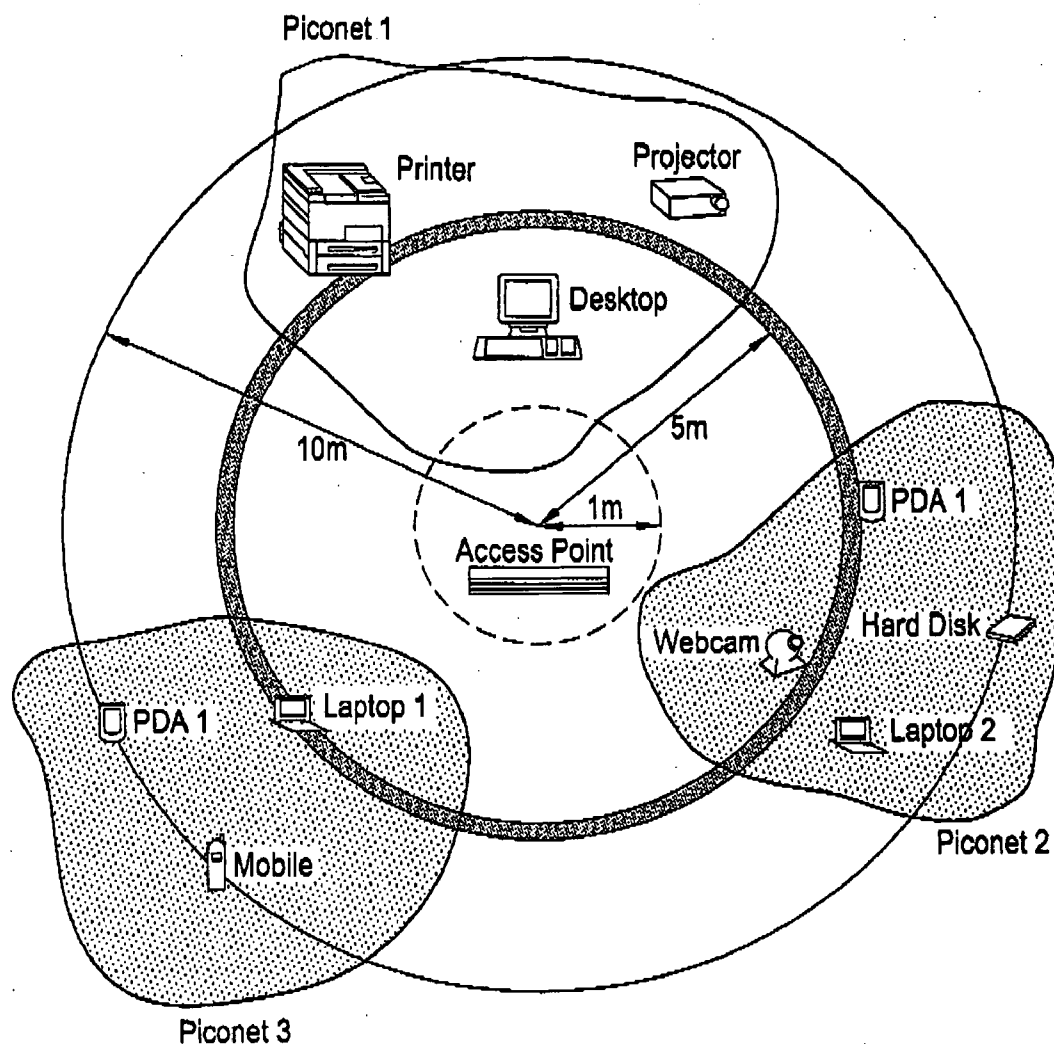 Piconet 1
Printer
Projector
Desktop
10m
5m
1m
Access Point
PDA 1
Hard Disk
Webcam
Laptop 2
Piconet 2
PDA 1
Laptop 1
Mobile
Piconet 3